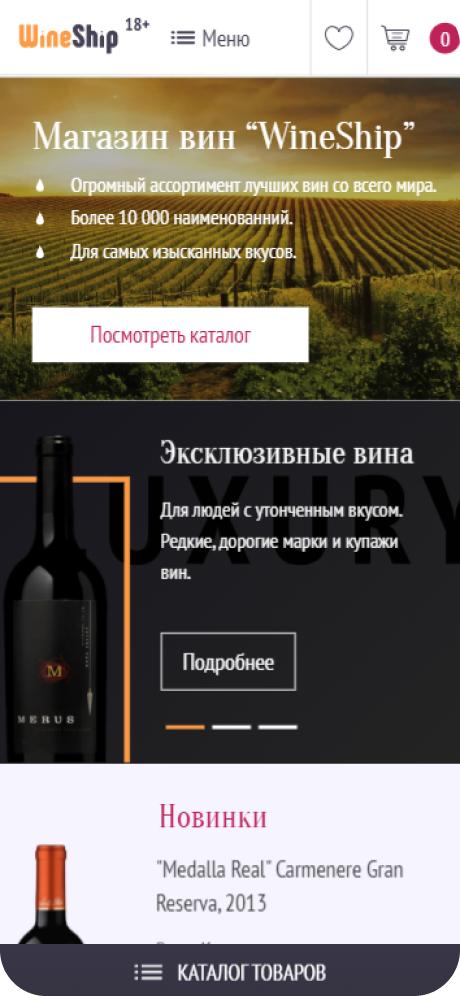 WineShip 18+ Меню 0
Магазин вин “WineShip”
Огромный ассортимент лучших вин со всего мира.
Более 10 000 наименованний.
Для самых изысканных вкусов.
Посмотреть каталог
Эксклюзивные вина
LUXURY
Для людей с утонченным вкусом.
Редкие, дорогие марки и купажи
вин.
M
MERUS
Подробнее
Новинки
"Medalla Real" Carmenere Gran
Reserva, 2013
КАТАЛОГ ТОВАРОВ